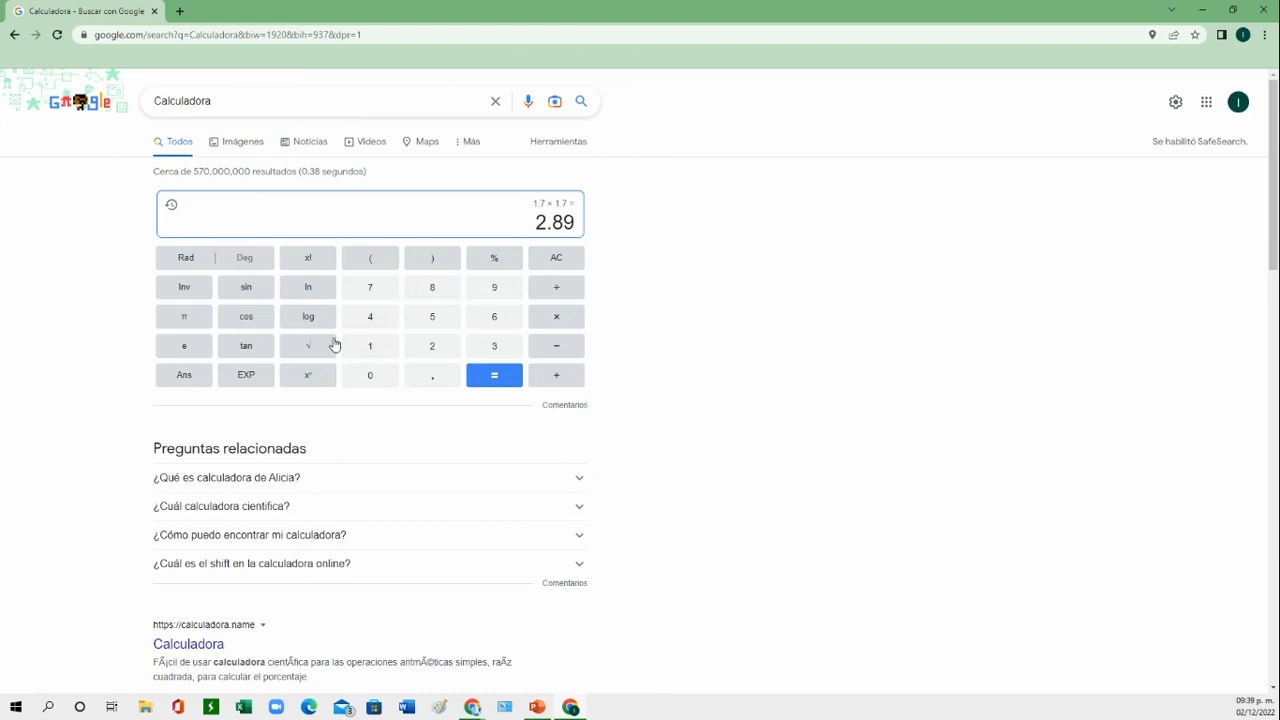 Calculadora - Buscar con Google
google.com/search?q=Calculadora&biw=1920&bih=937&dpr=1
Google
Calculadora
Todos Imágenes Noticias Videos Maps Más Herramientas
Se habilitó SafeSearch.
Cerca de 570,000,000 resultados (0.38 segundos)
1.7 × 1.7 =
2.89
Rad | Deg x! ( ) % AC
Inv sin ln 7 8 9 ÷
π cos log 4 5 6 ×
e tan √ 1 2 3 −
Ans EXP xʸ 0 . = +
Comentarios
Preguntas relacionadas
¿Qué es calculadora de Alicia?
¿Cuál calculadora cientifica?
¿Cómo puedo encontrar mi calculadora?
¿Cuál es el shift en la calculadora online?
Comentarios
https://calculadora.name
Calculadora
FÃ¡cil de usar calculadora cientÃfica para las operaciones aritmÃ©ticas simples, raÃz
cuadrada, para calcular el porcentaje.
09:39 p. m.
02/12/2022